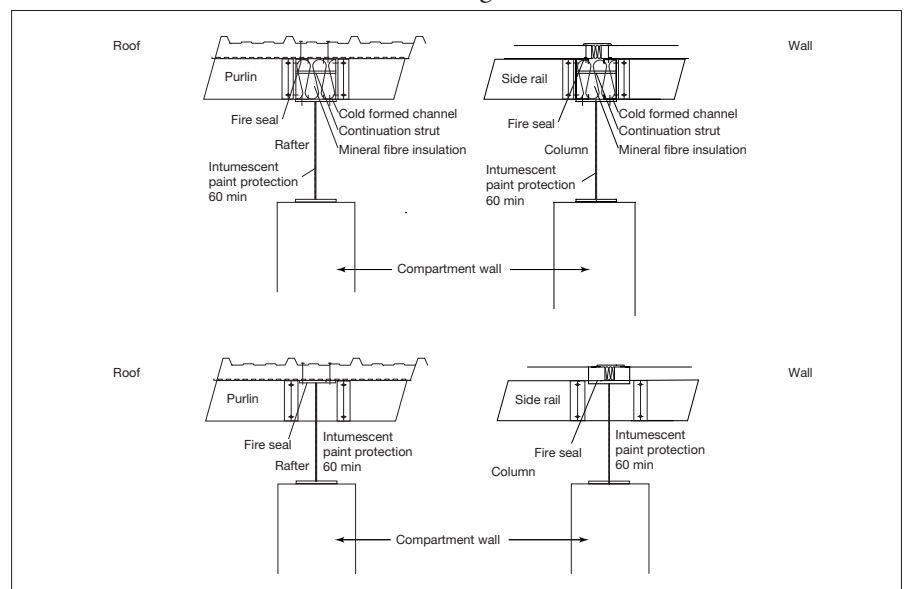 Roof
Wall
Purlin
Side rail
Cold formed channel
Continuation strut
Mineral fibre insulation
Fire seal
Rafter
Intumescent
paint protection
60 min
Cold formed channel
Continuation strut
Mineral fibre insulation
Fire seal
Column
Intumescent
paint protection
60 min
Compartment wall
Roof
Wall
Purlin
Side rail
Fire seal
Rafter
Intumescent
paint protection
60 min
Fire seal
Column
Intumescent
paint protection
60 min
Compartment wall